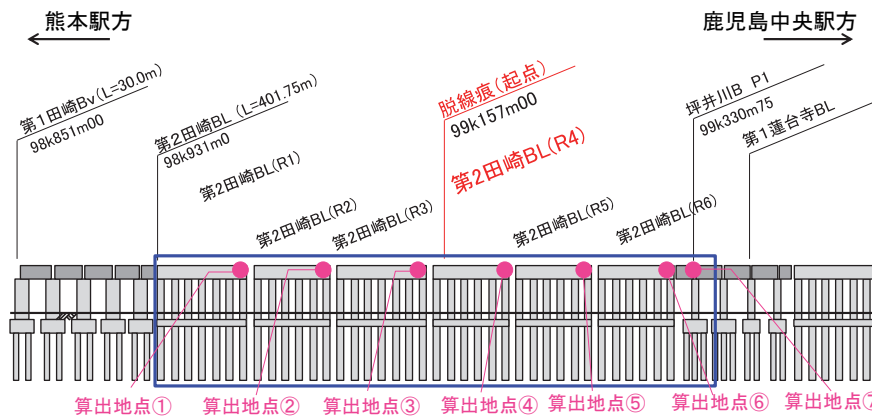 熊本駅方
鹿児島中央駅方
第1田崎Bv(L=30.0m)
98k851m00
第2田崎BL (L=401.75m)
98k931m0
第2田崎BL(R1)
第2田崎BL(R2)
第2田崎BL(R3)
脱線痕(起点)
99k157m00
第2田崎BL(R4)
第2田崎BL(R5)
第2田崎BL(R6)
坪井川B P1
99k330m75
第1蓮台寺BL
算出地点①
算出地点②
算出地点③
算出地点④
算出地点⑤
算出地点⑥
算出地点⑦